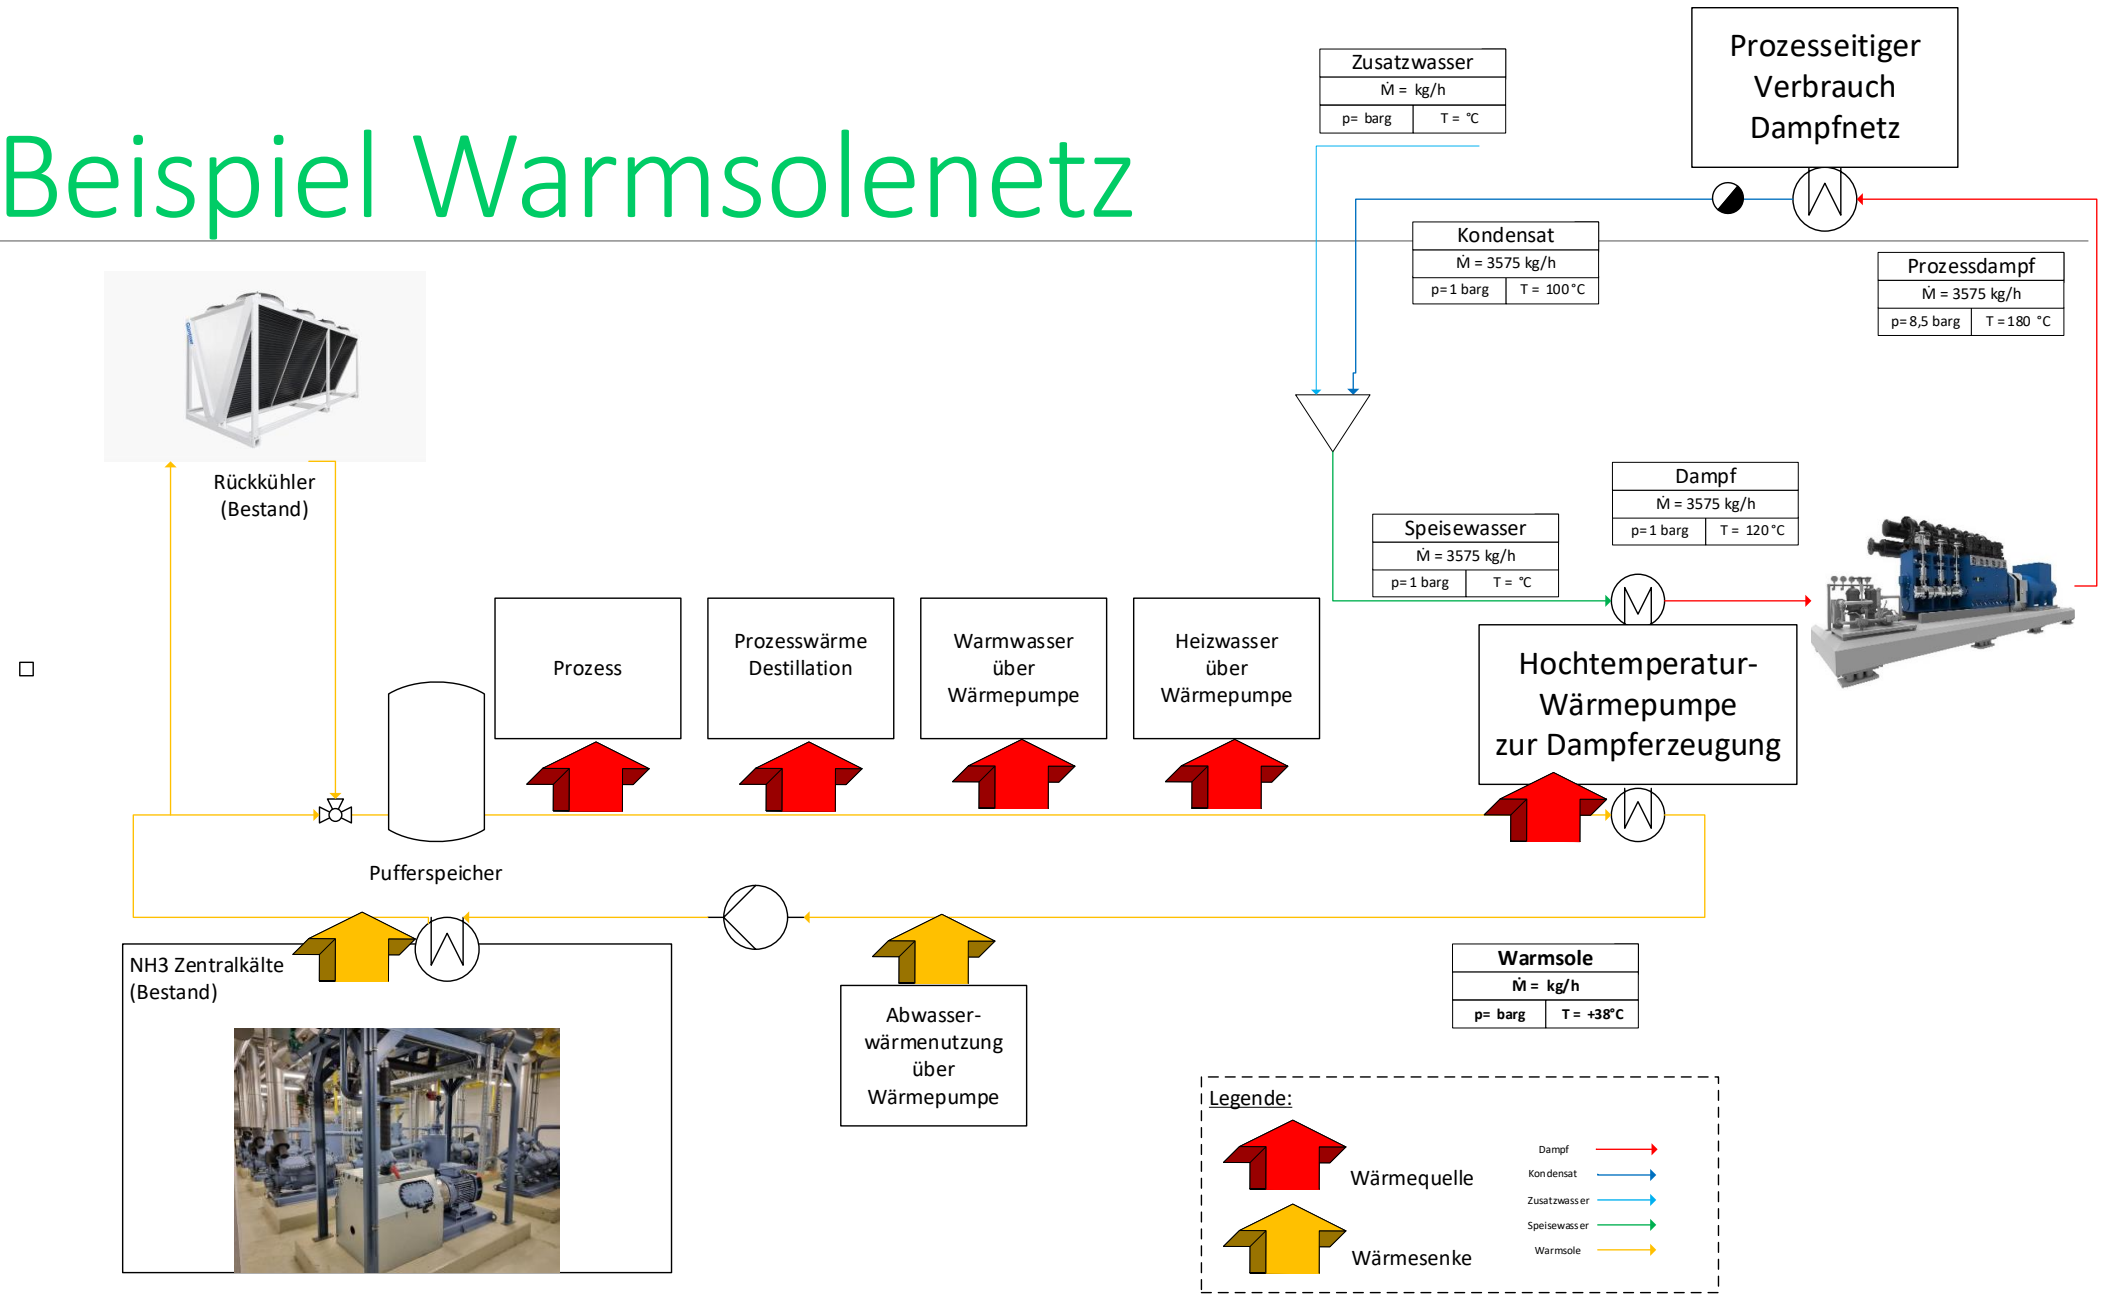 Beispiel Warmsolenetz
Zusatzwasser
Ṁ = kg/h
p= barg T = °C
Prozesseitiger
Verbrauch
Dampfnetz
Kondensat
Ṁ = 3575 kg/h
p=1 barg T = 100°C
Prozessdampf
Ṁ = 3575 kg/h
p=8,5 barg T =180 °C
Rückkühler
(Bestand)
Dampf
Ṁ = 3575 kg/h
p=1 barg T = 120°C
Speisewasser
Ṁ = 3575 kg/h
p=1 barg T = °C
Prozess
Prozesswärme
Destillation
Warmwasser
über
Wärmepumpe
Heizwasser
über
Wärmepumpe
Hochtemperatur-
Wärmepumpe
zur Dampferzeugung
Pufferspeicher
NH3 Zentralkälte
(Bestand)
Abwasser-
wärmenutzung
über
Wärmepumpe
Warmsole
Ṁ = kg/h
p= barg T = +38°C
Legende:
Wärmequelle
Wärmesenke
Dampf
Kondensat
Zusatzwasser
Speisewasser
Warmsole